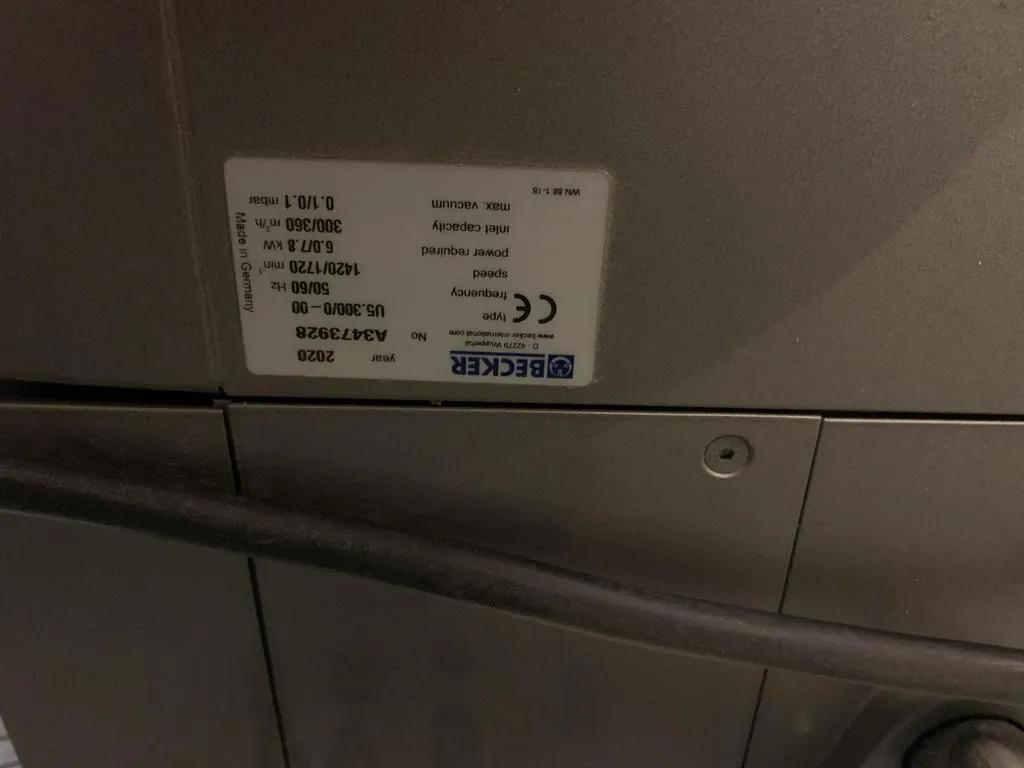 BECKER year 2020
D - 42279 Wuppertal
www.becker-international.com No A3473928
CE type U5.300/0-00
frequency 50/60 Hz
speed 1420/1720 min⁻¹
power required 6.0/7.8 kW
inlet capacity 300/360 m³/h
max. vacuum 0.1/0.1 mbar
WN 88 1-18
Made in Germany